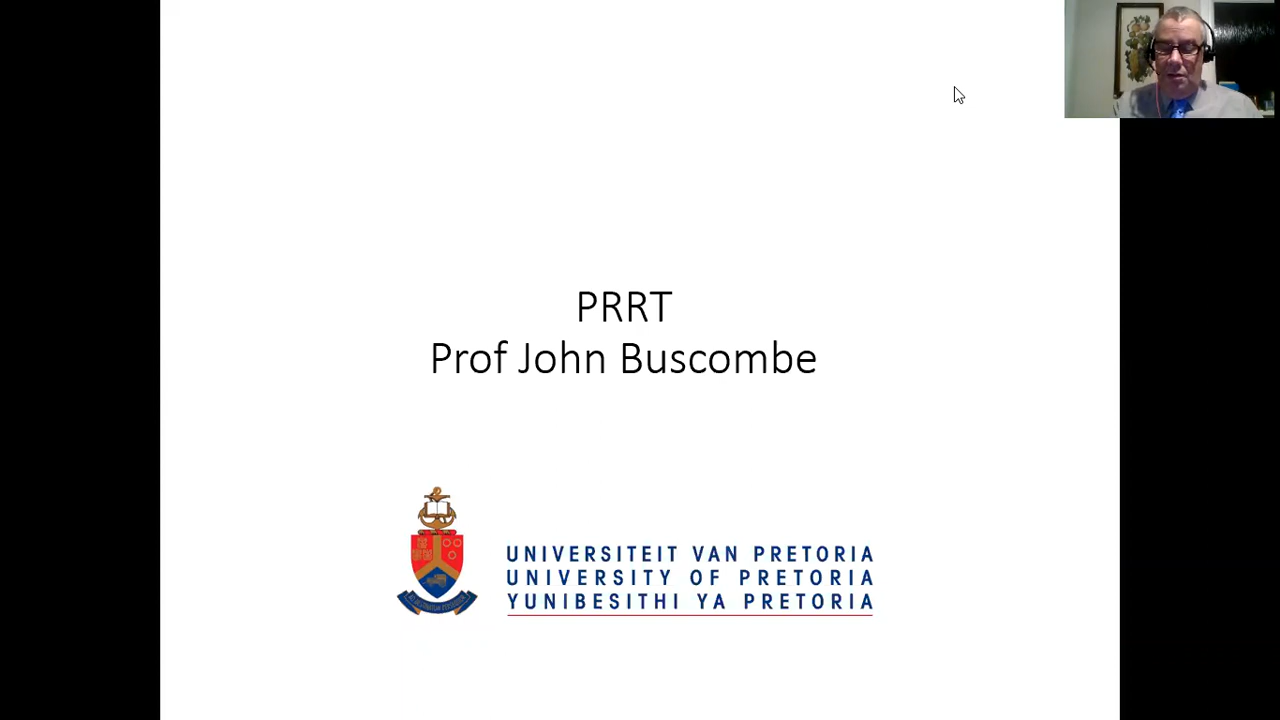 PRRT
Prof John Buscombe
UNIVERSITEIT VAN PRETORIA
UNIVERSITY OF PRETORIA
YUNIBESITHI YA PRETORIA